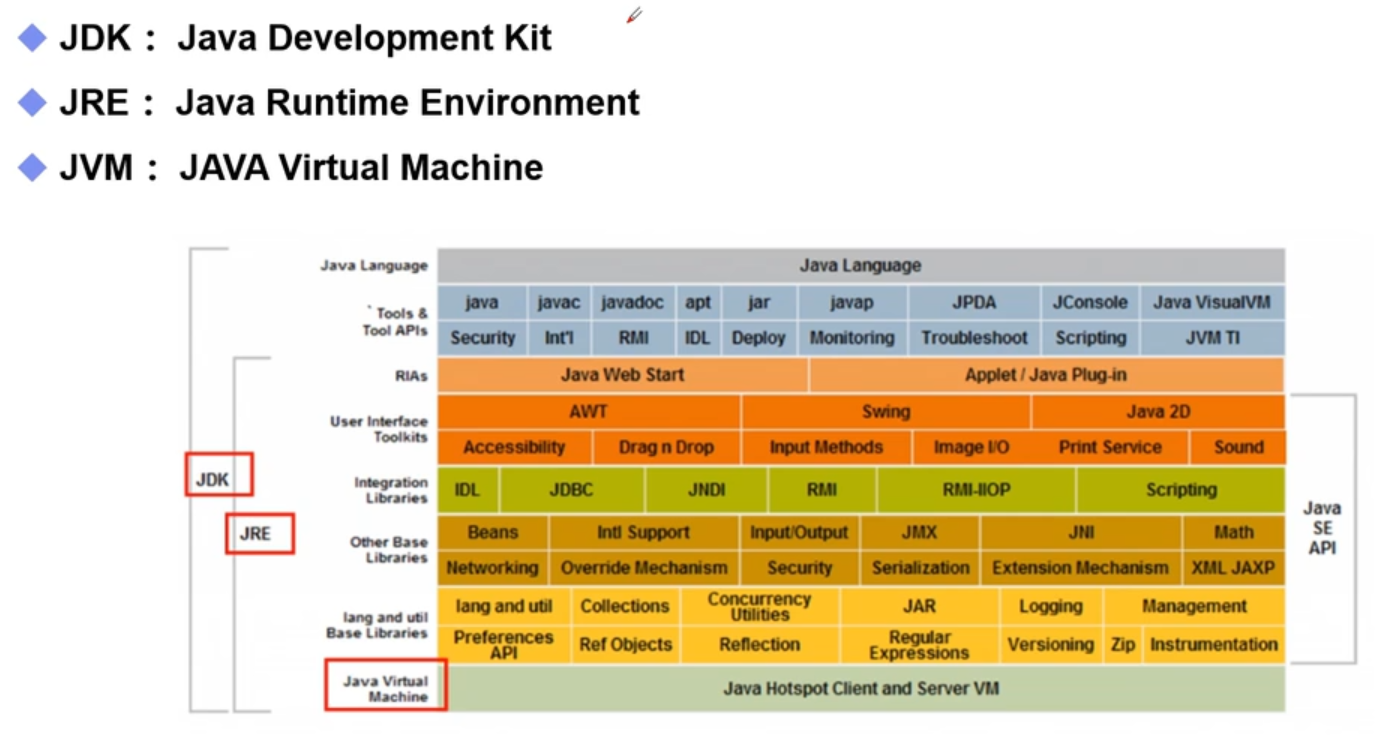 JDK： Java Development Kit
JRE： Java Runtime Environment
JVM： JAVA Virtual Machine
Java Language Java Language
` Tools & Tool APIs
java javac javadoc apt jar javap JPDA JConsole Java VisualVM
Security Int'l RMI IDL Deploy Monitoring Troubleshoot Scripting JVM TI
RIAs Java Web Start Applet / Java Plug-in
User Interface Toolkits
AWT Swing Java 2D
Accessibility Drag n Drop Input Methods Image I/O Print Service Sound
JDK
Integration Libraries
IDL JDBC JNDI RMI RMI-IIOP Scripting
JRE
Other Base Libraries
Beans Intl Support Input/Output JMX JNI Math
Networking Override Mechanism Security Serialization Extension Mechanism XML JAXP
Java SE API
lang and util Base Libraries
lang and util Collections Concurrency Utilities JAR Logging Management
Preferences API Ref Objects Reflection Regular Expressions Versioning Zip Instrumentation
Java Virtual Machine
Java Hotspot Client and Server VM